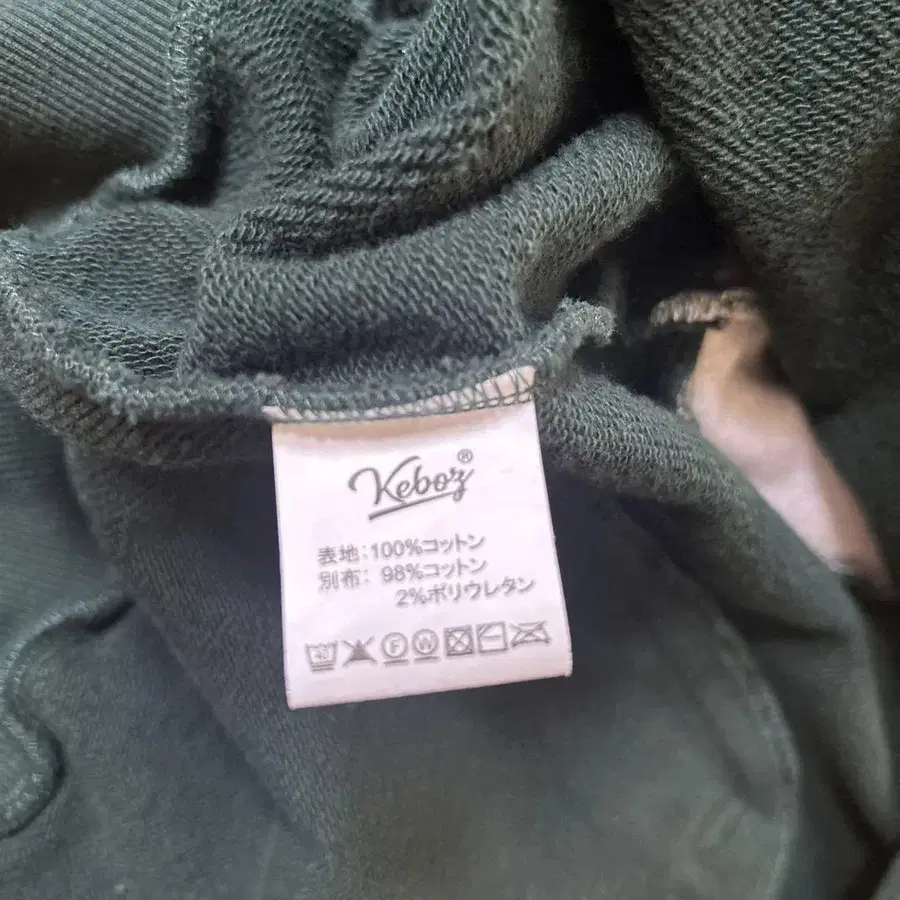 Keboz®
表地:100%コットン
別布: 98%コットン
2%ポリウレタン
Ⓕ Ⓦ